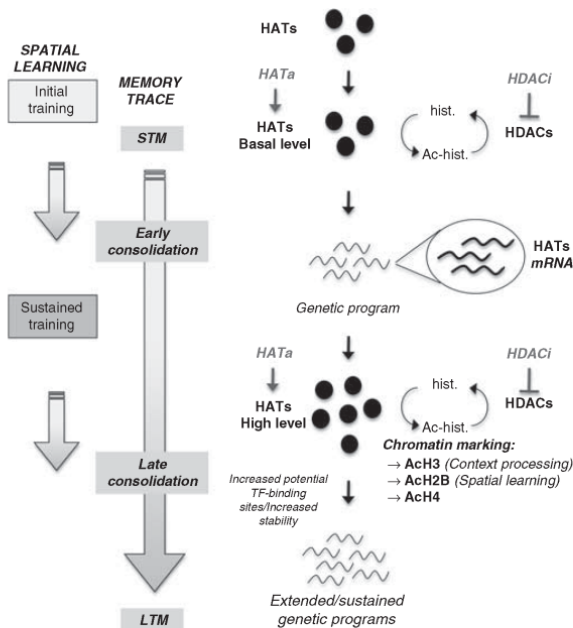 SPATIAL
LEARNING
Initial
training
Sustained
training
MEMORY
TRACE
STM
Early
consolidation
Late
consolidation
LTM
HATs
HATa
HATs
Basal level
hist.
Ac-hist.
HDACi
HDACs
Genetic program
HATs
mRNA
HATa
HATs
High level
hist.
Ac-hist.
HDACi
HDACs
Chromatin marking:
→ AcH3 (Context processing)
→ AcH2B (Spatial learning)
→ AcH4
Increased potential
TF-binding
sites/Increased
stability
Extended/sustained
genetic programs